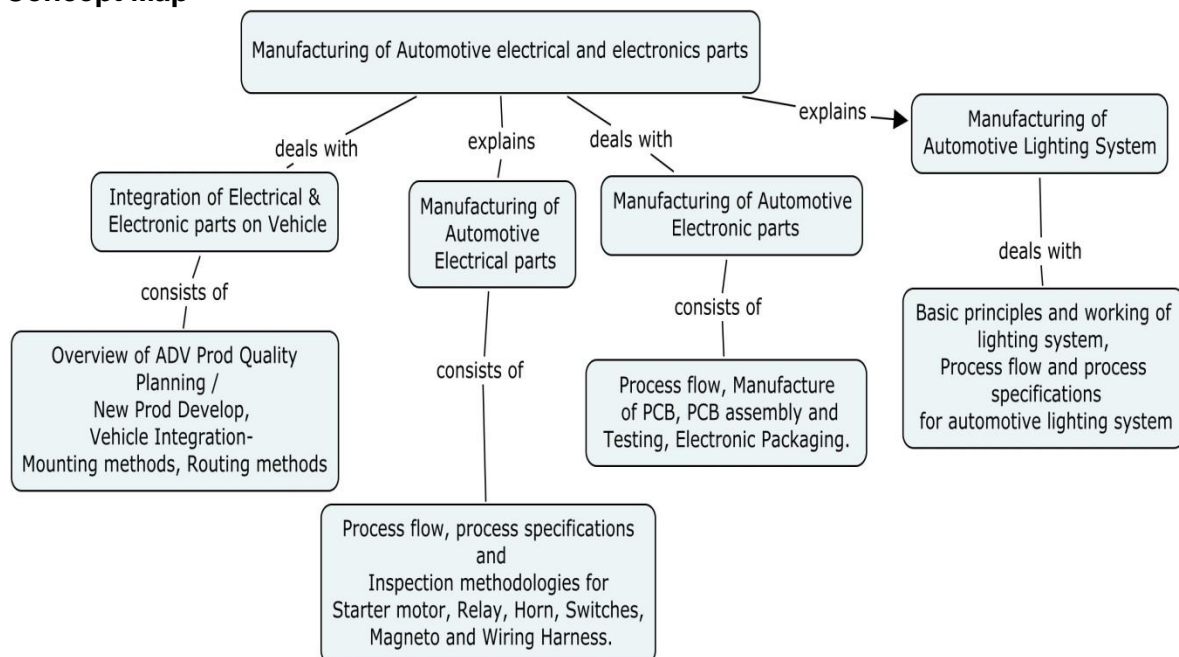 Concept Map
Manufacturing of Automotive electrical and electronics parts
explains
Manufacturing of
Automotive Lighting System
deals with
explains
deals with
Integration of Electrical &
Electronic parts on Vehicle
Manufacturing of
Automotive
Electrical parts
Manufacturing of Automotive
Electronic parts
deals with
consists of
consists of
consists of
Overview of ADV Prod Quality
Planning /
New Prod Develop,
Vehicle Integration-
Mounting methods, Routing methods
Process flow, Manufacture
of PCB, PCB assembly and
Testing, Electronic Packaging.
Basic principles and working of
lighting system,
Process flow and process
specifications
for automotive lighting system
Process flow, process specifications
and
Inspection methodologies for
Starter motor, Relay, Horn, Switches,
Magneto and Wiring Harness.